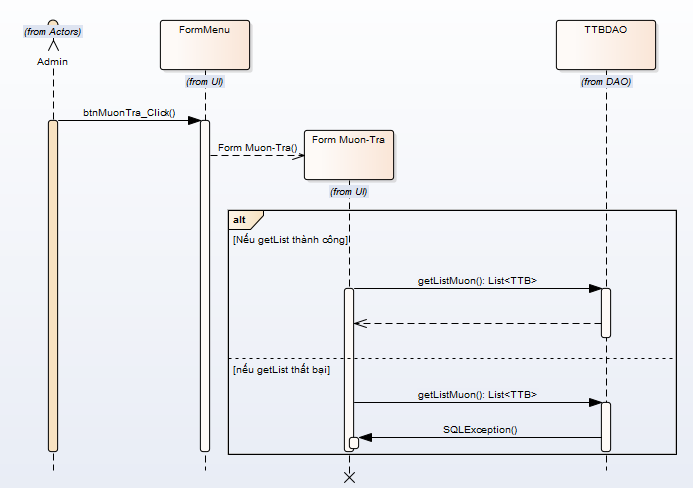 (from Actors)
Admin
FormMenu
(from UI)
TTBDAO
(from DAO)
btnMuonTra_Click()
Form Muon-Tra()
Form Muon-Tra
(from UI)
alt
[Nếu getList thành công]
getListMuon(): List<TTB>
[nếu getList thất bại]
getListMuon(): List<TTB>
SQLException()